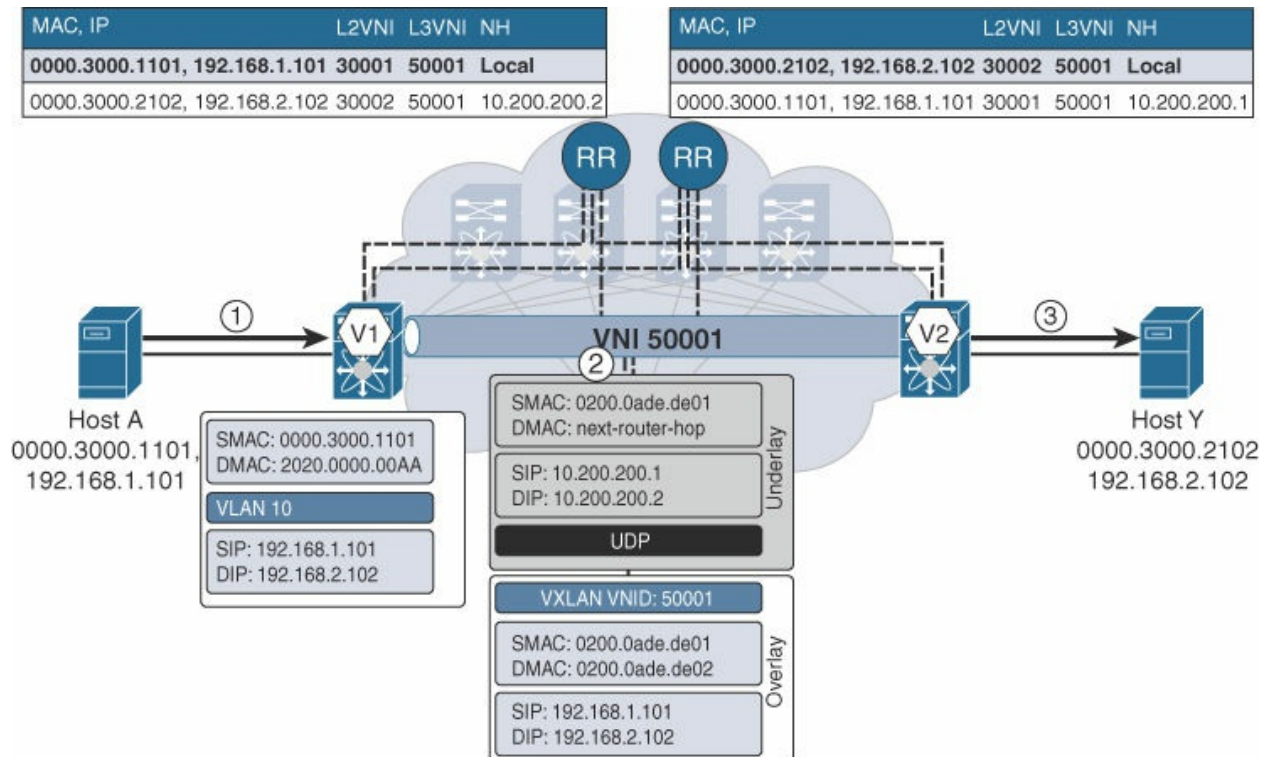 MAC, IP L2VNI L3VNI NH
0000.3000.1101, 192.168.1.101 30001 50001 Local
0000.3000.2102, 192.168.2.102 30002 50001 10.200.200.2
MAC, IP L2VNI L3VNI NH
0000.3000.2102, 192.168.2.102 30002 50001 Local
0000.3000.1101, 192.168.1.101 30001 50001 10.200.200.1
RR
RR
1
V1
VNI 50001
V2
3
2
Host A
0000.3000.1101,
192.168.1.101
SMAC: 0000.3000.1101
DMAC: 2020.0000.00AA
VLAN 10
SIP: 192.168.1.101
DIP: 192.168.2.102
SMAC: 0200.0ade.de01
DMAC: next-router-hop
SIP: 10.200.200.1
DIP: 10.200.200.2
UDP
Underlay
VXLAN VNID: 50001
SMAC: 0200.0ade.de01
DMAC: 0200.0ade.de02
SIP: 192.168.1.101
DIP: 192.168.2.102
Overlay
Host Y
0000.3000.2102
192.168.2.102